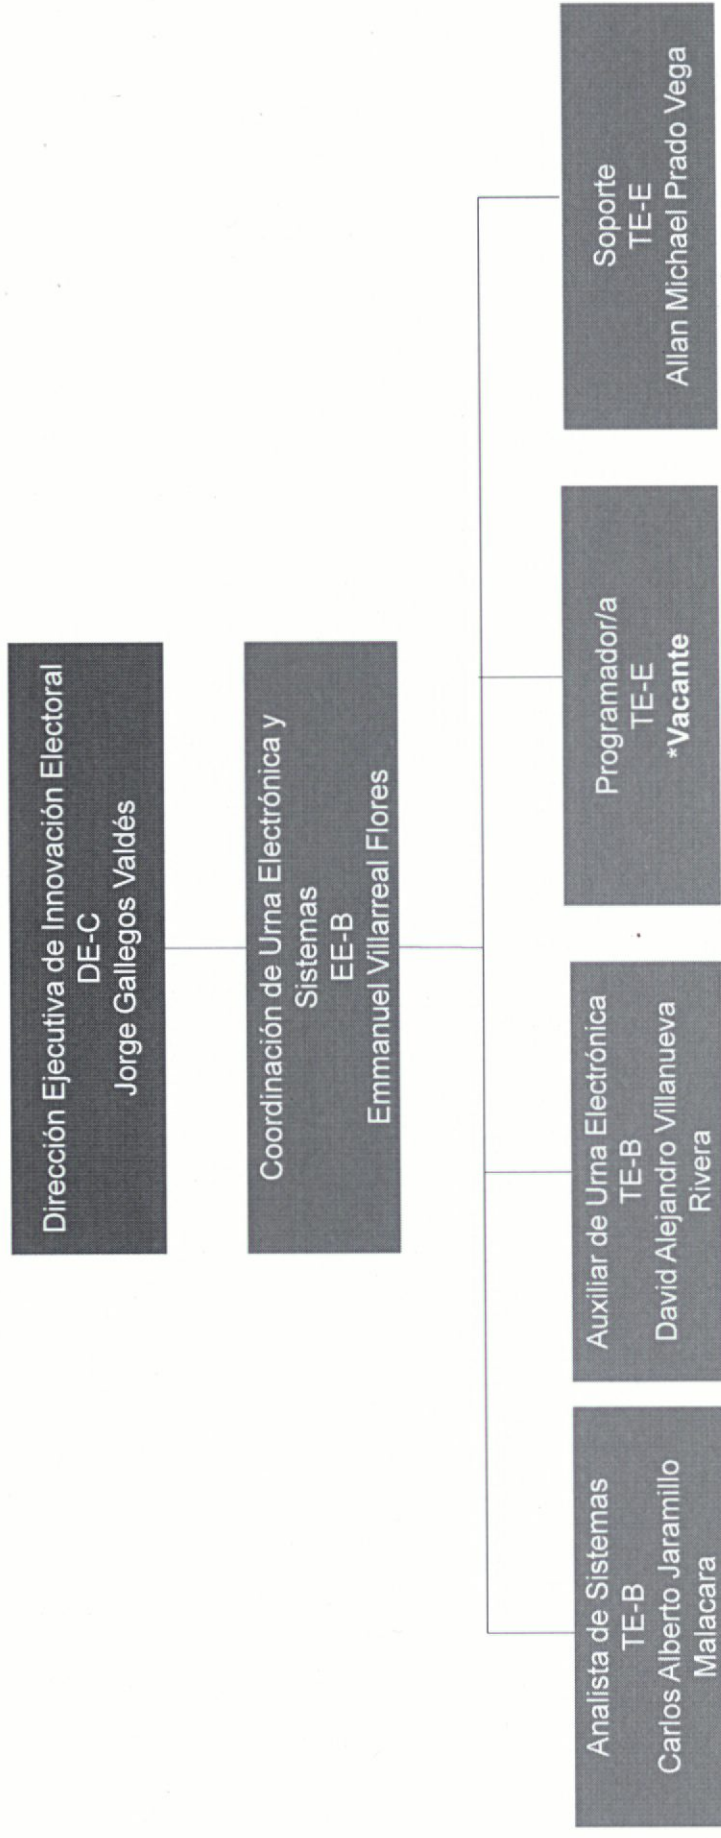 Dirección Ejecutiva de Innovación Electoral
DE-C
Jorge Gallegos Valdés
Coordinación de Urna Electrónica y
Sistemas
EE-B
Emmanuel Villarreal Flores
Analista de Sistemas
TE-B
Carlos Alberto Jaramillo
Malacara
Auxiliar de Urna Electrónica
TE-B
David Alejandro Villanueva
Rivera
Programador/a
TE-E
*Vacante
Soporte
TE-E
Allan Michael Prado Vega